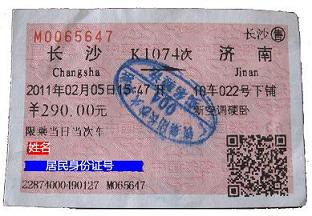 M0065647 长沙售
长沙 K1074次 济南
Changsha Jinan
2011年02月05日15:47开 10车022号下铺
￥290.00元 新空调硬卧
限乘当日当次车
姓名
居民身份证号
22874000490127 M065647